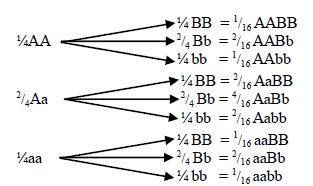 ¼ BB = ¹/₁₆ AABB
¼AA ²/₄ Bb = ²/₁₆ AABb
¼ bb = ¹/₁₆ AAbb
¼ BB = ²/₁₆ AaBB
²/₄Aa ²/₄ Bb = ⁴/₁₆ AaBb
¼ bb = ²/₁₆ Aabb
¼ BB = ¹/₁₆ aaBB
¼aa ²/₄ Bb = ²/₁₆ aaBb
¼ bb = ¹/₁₆ aabb